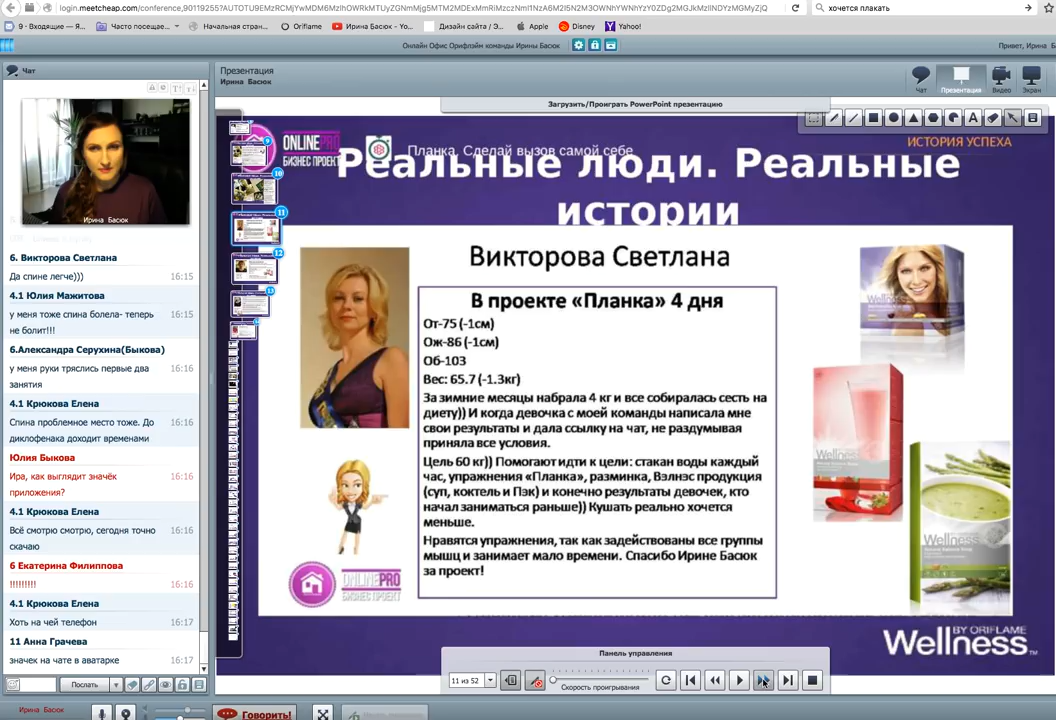 login.meetcheap.com/conference,90119255?AUTOTU9EMzRCMjYwMDM6MzlhOWRkMTUyZGNmMjg5MTM2MDExMmRiMzczNmI1NzA6M2I5N2M3OWNhYWNhYzY0ZDg2MGJkMzllNDYzMGMyZjQ
хочется плакать
9 - Входящие — Я...
Часто посещае...
Начальная стран...
Oriflame
Ирина Басюк - Yo...
Дизайн сайта / Э...
Apple
Disney
Yahoo!
Онлайн Офис Орифлэйм команды Ирины Басюк
Привет, Ирина Б
Чат
Ирина Басюк
6. Викторова Светлана
Да спине легче)))
16:15
4.1 Юлия Мажитова
у меня тоже спина болела- теперь
16:15
не болит!!!
6.Александра Серухина(Быкова)
у меня руки тряслись первые два
16:16
занятия
4.1 Крюкова Елена
Спина проблемное место тоже. До
16:16
диклофенака доходит временами
Юлия Быкова
Ира, как выглядит значёк
16:16
приложения?
4.1 Крюкова Елена
Всё смотрю смотрю, сегодня точно
16:16
скачаю
6 Екатерина Филиппова
!!!!!!!!!
16:16
4.1 Крюкова Елена
Хоть на чей телефон
16:17
11 Анна Грачева
значек на чате в аватарке
16:17
Послать
Ирина Басюк
Говорить!
Презентация
Ирина Басюк
Чат
Презентация
Видео
Экран
Загрузить/Проиграть PowerPoint презентацию
9
10
11
12
13
ONLINEPRO
БИЗНЕС ПРОЕКТ
Планка. Сделай вызов самой себе
ИСТОРИЯ УСПЕХА
Реальные люди. Реальные
истории
Викторова Светлана
В проекте «Планка» 4 дня
От-75 (-1см)
Ож-86 (-1см)
Об-103
Вес: 65.7 (-1.3кг)
За зимние месяцы набрала 4 кг и все собиралась сесть на
диету)) И когда девочка с моей команды написала мне
свои результаты и дала ссылку на чат, не раздумывая
приняла все условия.
Цель 60 кг)) Помогают идти к цели: стакан воды каждый
час, упражнения «Планка», разминка, Вэлнэс продукция
(суп, коктель и Пэк) и конечно результаты девочек, кто
начал заниматься раньше)) Кушать реально хочется
меньше.
Нравятся упражнения, так как задействованы все группы
мышц и занимает мало времени. Спасибо Ирине Басюк
за проект!
Wellness
Wellness
Wellness
ONLINEPRO
БИЗНЕС ПРОЕКТ
Wellness BY ORIFLAME
Панель управления
11 из 52
Скорость проигрывания